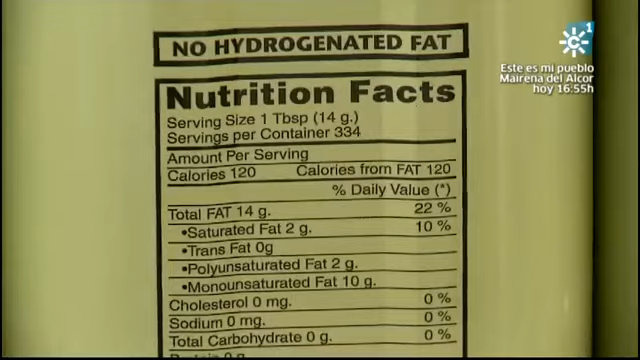 NO HYDROGENATED FAT
1
Este es mi pueblo
Mairena del Alcor
hoy 16:55h
Nutrition Facts
Serving Size 1 Tbsp (14 g.)
Servings per Container 334
Amount Per Serving
Calories 120 Calories from FAT 120
% Daily Value (*)
Total FAT 14 g. 22 %
•Saturated Fat 2 g. 10 %
•Trans Fat 0g
•Polyunsaturated Fat 2 g.
•Monounsaturated Fat 10 g.
Cholesterol 0 mg. 0 %
Sodium 0 mg. 0 %
Total Carbohydrate 0 g. 0 %
Protein 0 g